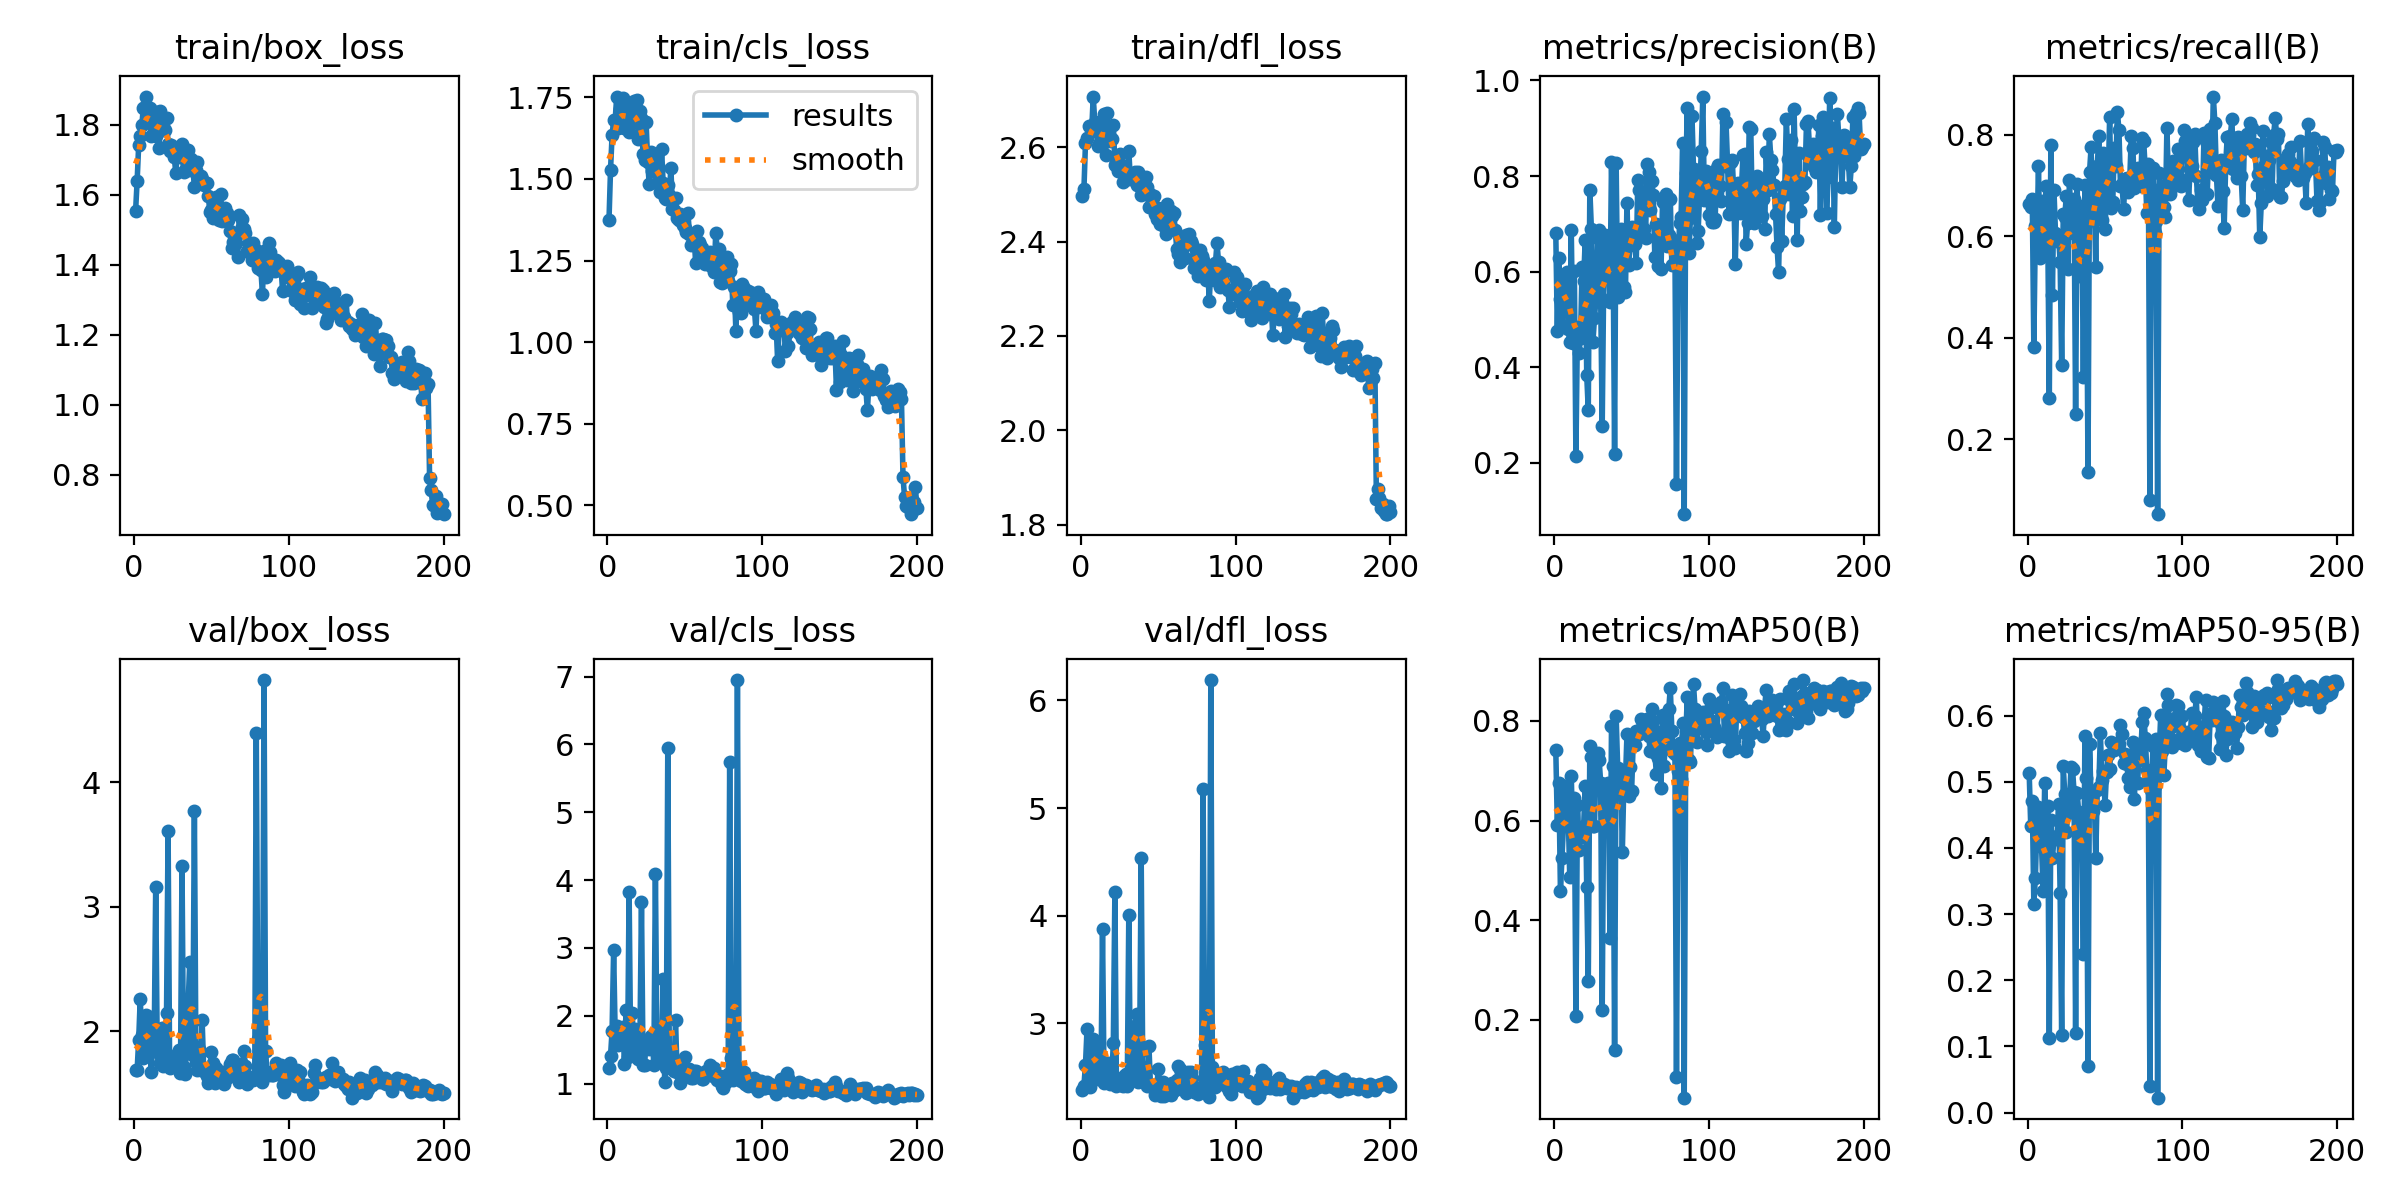 train/box_loss
1.8
1.6
1.4
1.2
1.0
0.8
0 100 200
train/cls_loss
results
smooth
1.75
1.50
1.25
1.00
0.75
0.50
0 100 200
train/dfl_loss
2.6
2.4
2.2
2.0
1.8
0 100 200
metrics/precision(B)
1.0
0.8
0.6
0.4
0.2
0 100 200
metrics/recall(B)
0.8
0.6
0.4
0.2
0 100 200
val/box_loss
4
3
2
0 100 200
val/cls_loss
7
6
5
4
3
2
1
0 100 200
val/dfl_loss
6
5
4
3
0 100 200
metrics/mAP50(B)
0.8
0.6
0.4
0.2
0 100 200
metrics/mAP50-95(B)
0.6
0.5
0.4
0.3
0.2
0.1
0.0
0 100 200